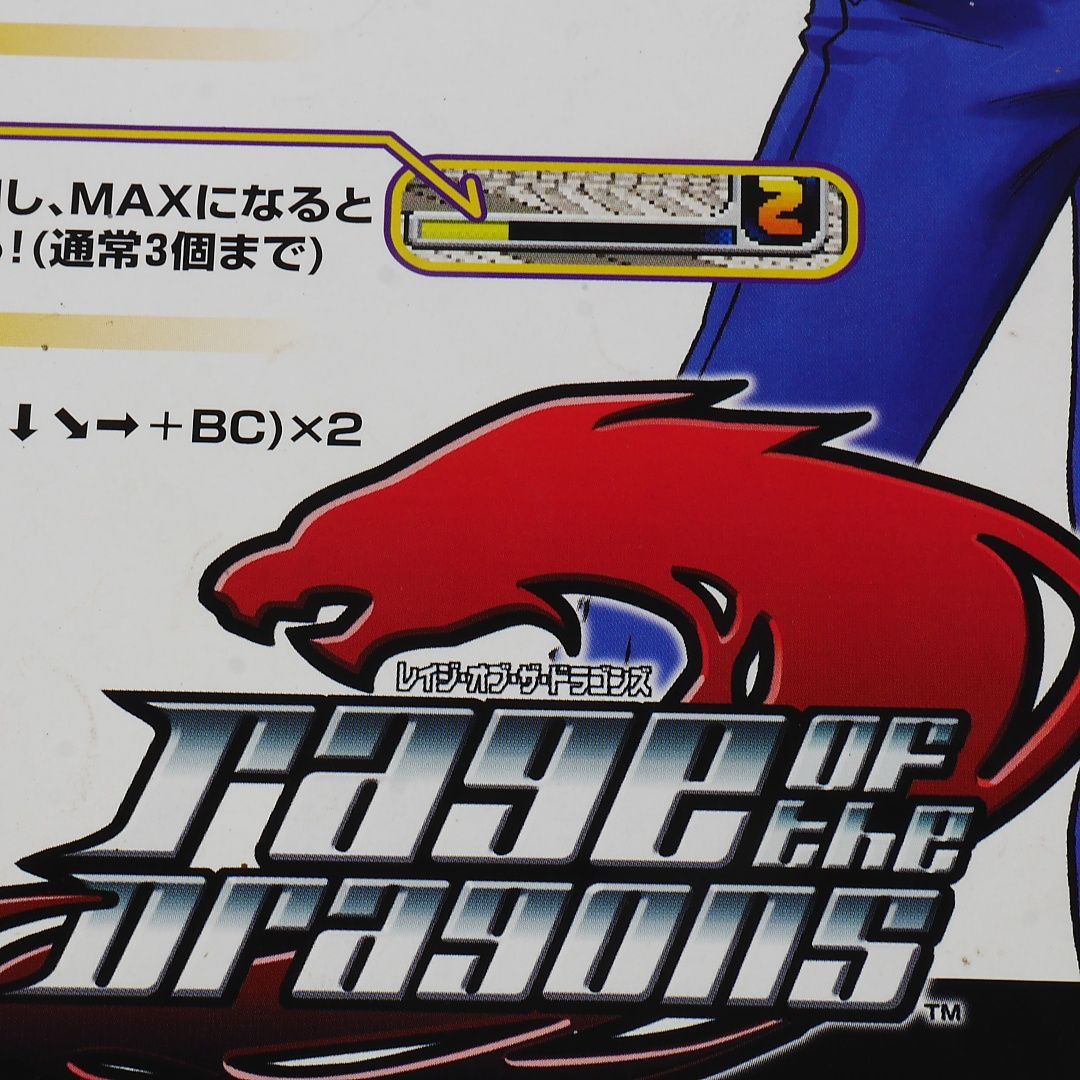 し、MAXになると
!(通常3個まで)
2
↓↘→+BC)×2
レイジ・オブ・ザ・ドラゴンズ
rage of the
Dragons
TM